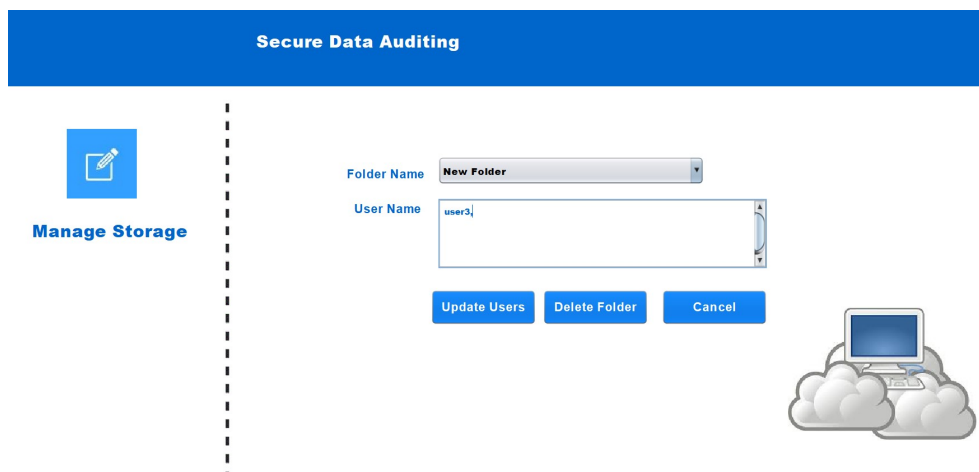 Secure Data Auditing
Manage Storage
Folder Name New Folder
User Name user3,
Update Users Delete Folder Cancel